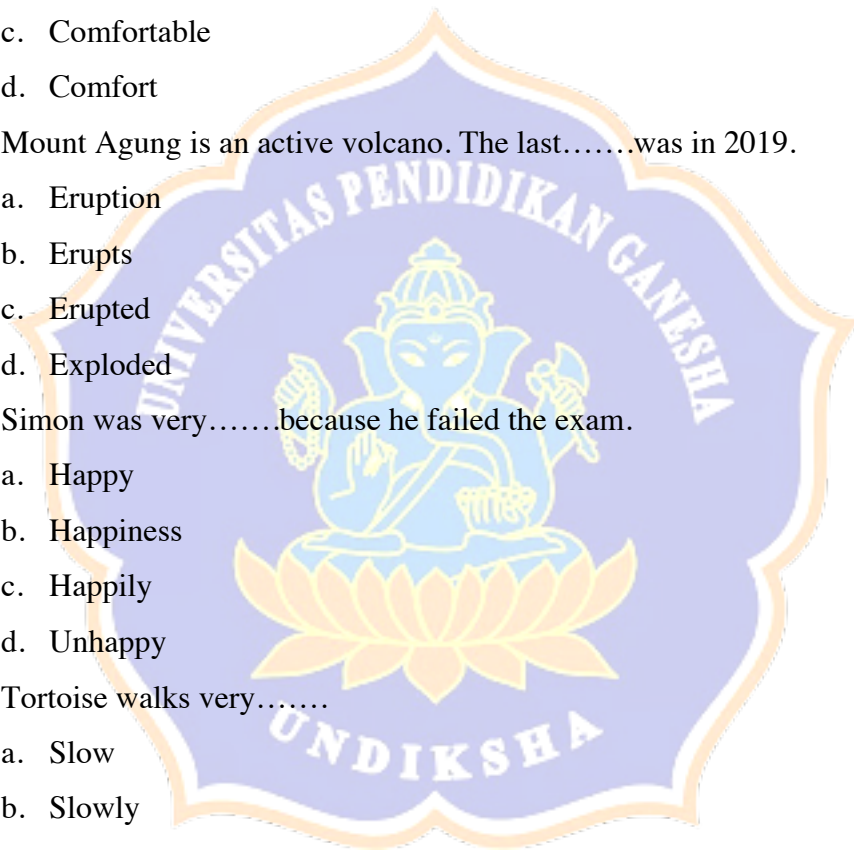 c. Comfortable
d. Comfort
Mount Agung is an active volcano. The last…….was in 2019.
a. Eruption
b. Erupts
c. Erupted
d. Exploded
Simon was very…….because he failed the exam.
a. Happy
b. Happiness
c. Happily
d. Unhappy
Tortoise walks very…….
a. Slow
b. Slowly
UNIVERSITAS PENDIDIKAN GANESHA
UNDIKSHA